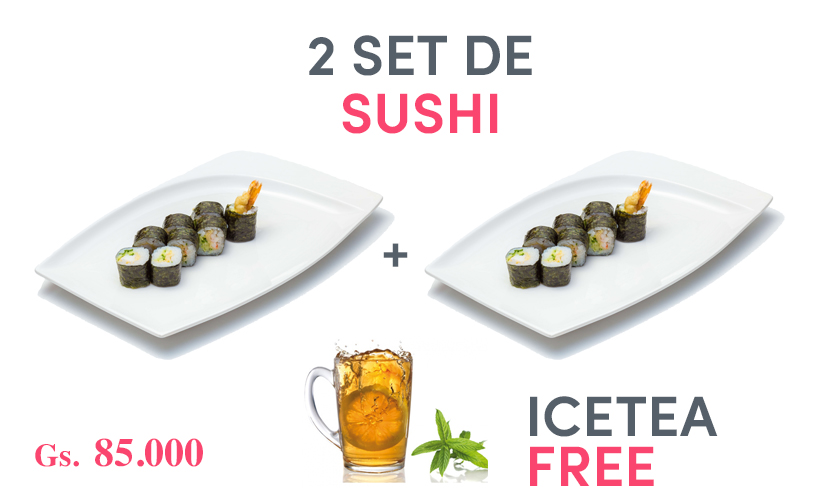 2 SET DE
SUSHI
+
Gs. 85.000
ICETEA
FREE